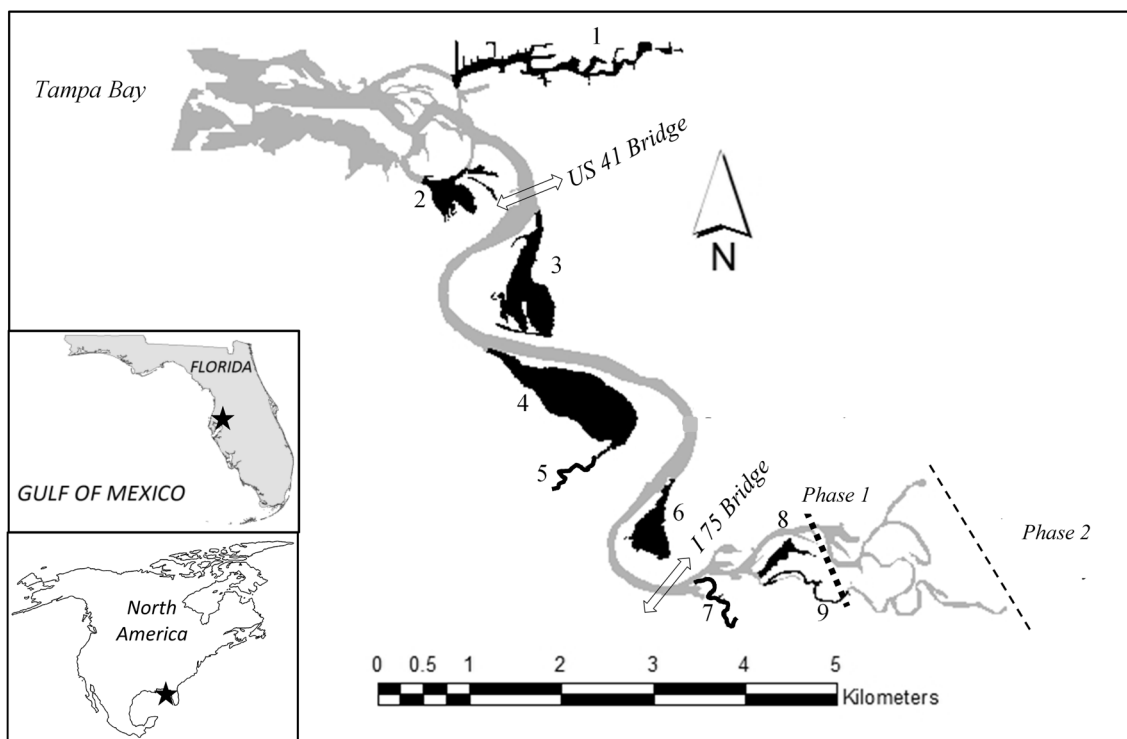 1
Tampa Bay
US 41 Bridge
2
3
N
FLORIDA
4
GULF OF MEXICO
5
6
I 75 Bridge
8
Phase 1
Phase 2
7
9
North
America
0 0.5 1 2 3 4 5
Kilometers